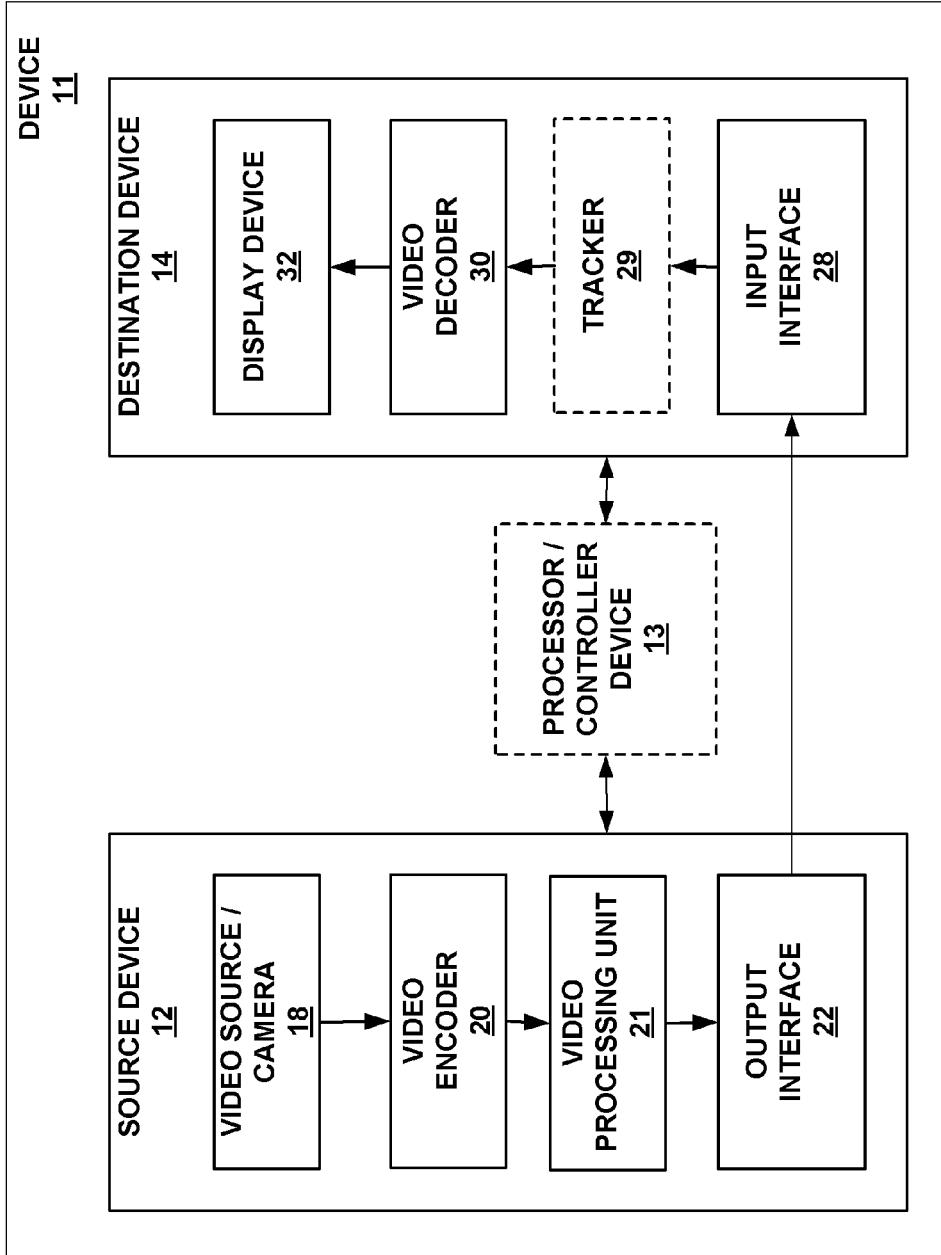 DEVICE
11
SOURCE DEVICE
12
VIDEO SOURCE /
CAMERA
18
VIDEO
ENCODER
20
VIDEO
PROCESSING UNIT
21
OUTPUT
INTERFACE
22
PROCESSOR /
CONTROLLER
DEVICE
13
DESTINATION DEVICE
14
DISPLAY DEVICE
32
VIDEO
DECODER
30
TRACKER
29
INPUT
INTERFACE
28